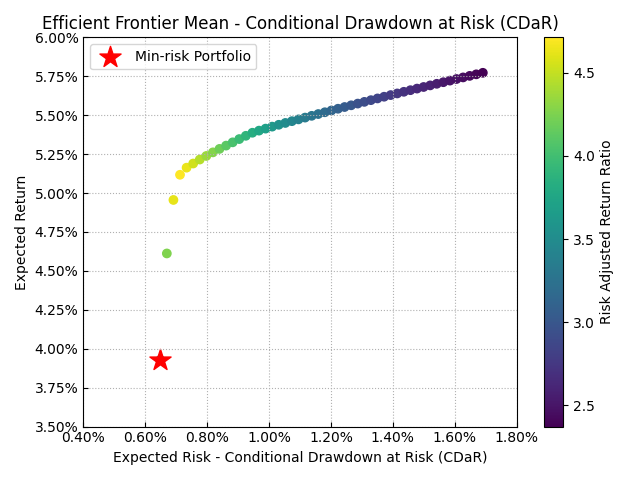 Efficient Frontier Mean - Conditional Drawdown at Risk (CDaR)
Min-risk Portfolio
6.00%
5.75%
5.50%
5.25%
5.00%
4.75%
4.50%
4.25%
4.00%
3.75%
3.50%
Expected Return
0.40% 0.60% 0.80% 1.00% 1.20% 1.40% 1.60% 1.80%
Expected Risk - Conditional Drawdown at Risk (CDaR)
4.5
4.0
3.5
3.0
2.5
Risk Adjusted Return Ratio